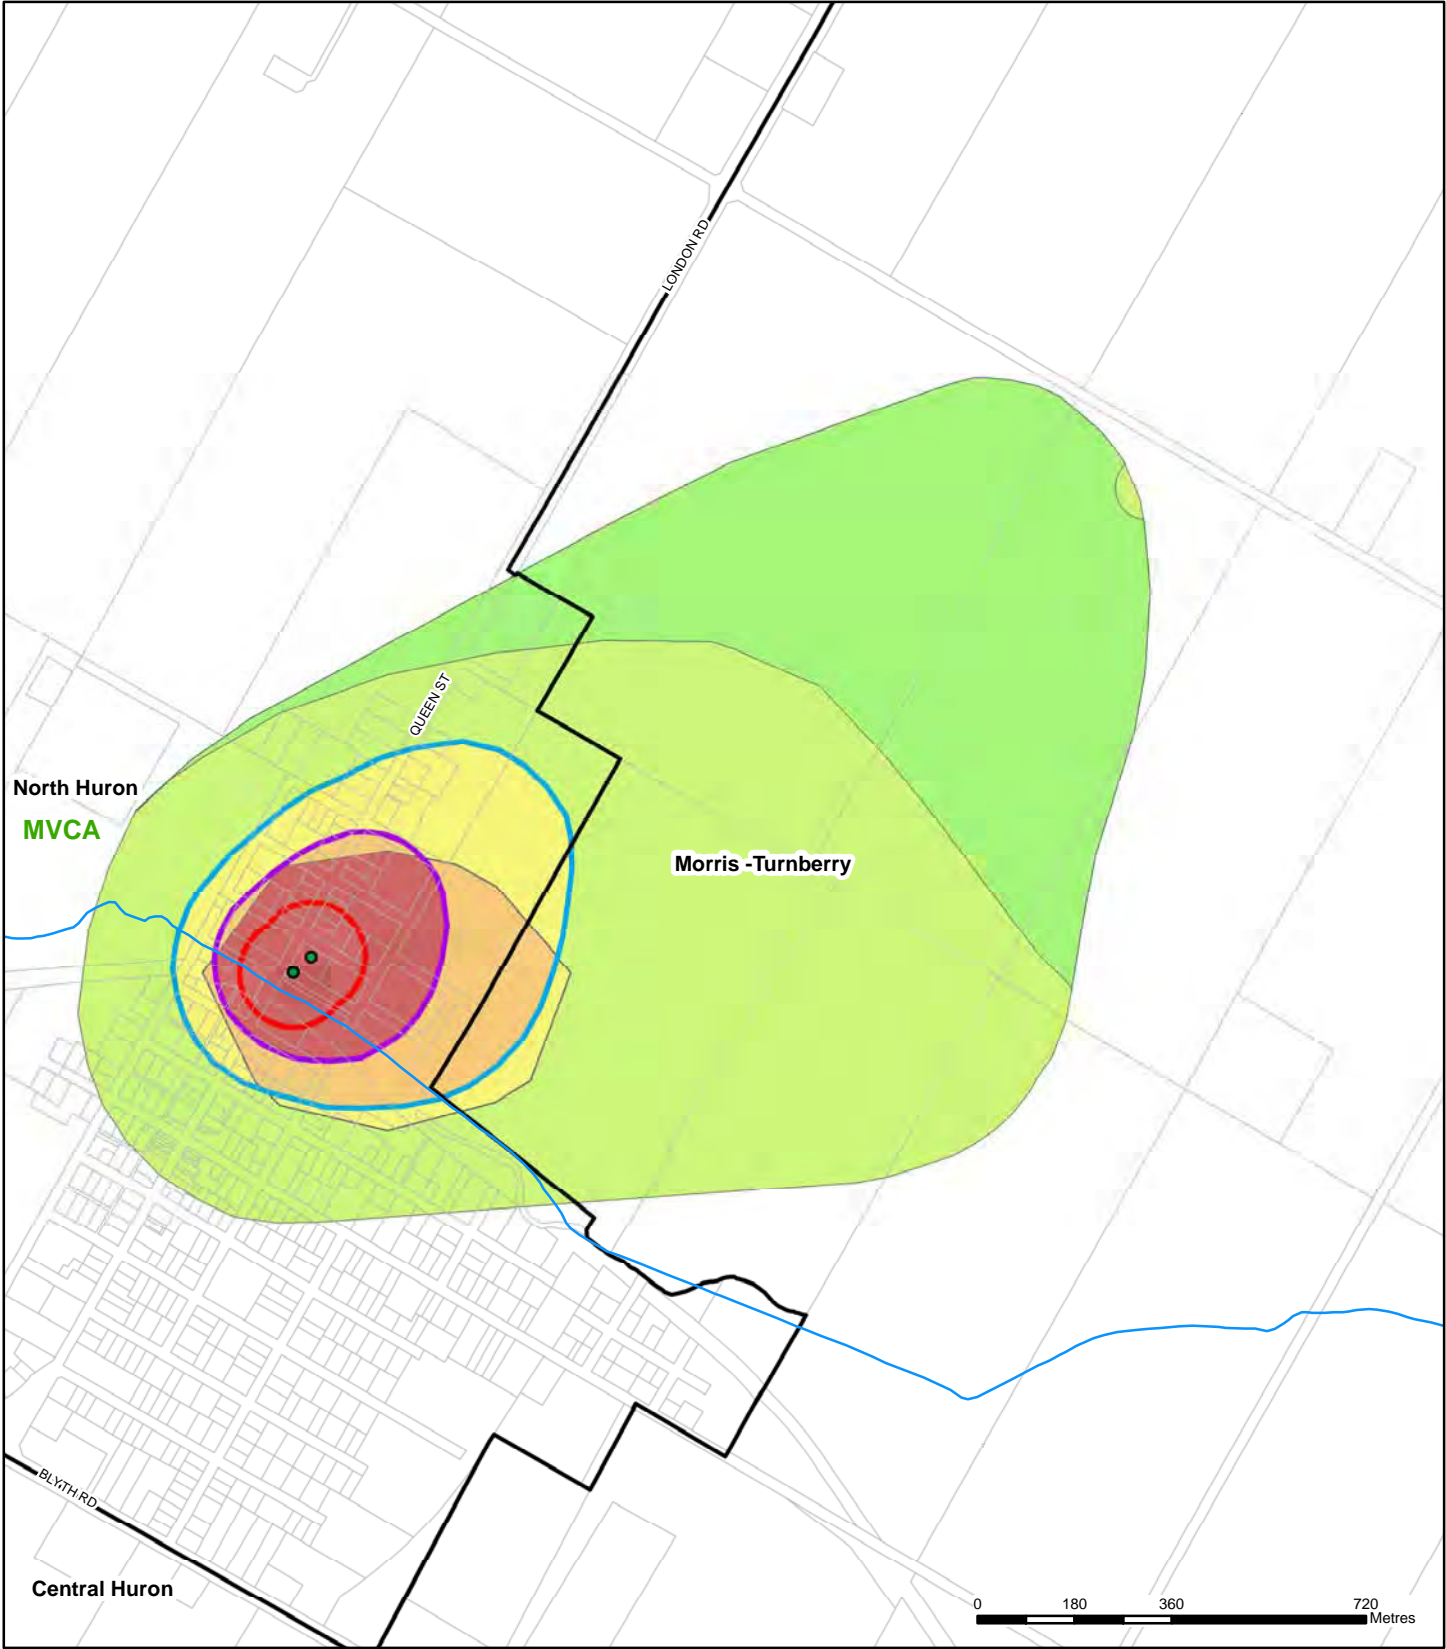 LONDON RD
QUEEN ST
North Huron
MVCA
Morris -Turnberry
BLYTH RD
Central Huron
0 180 360 720
Metres